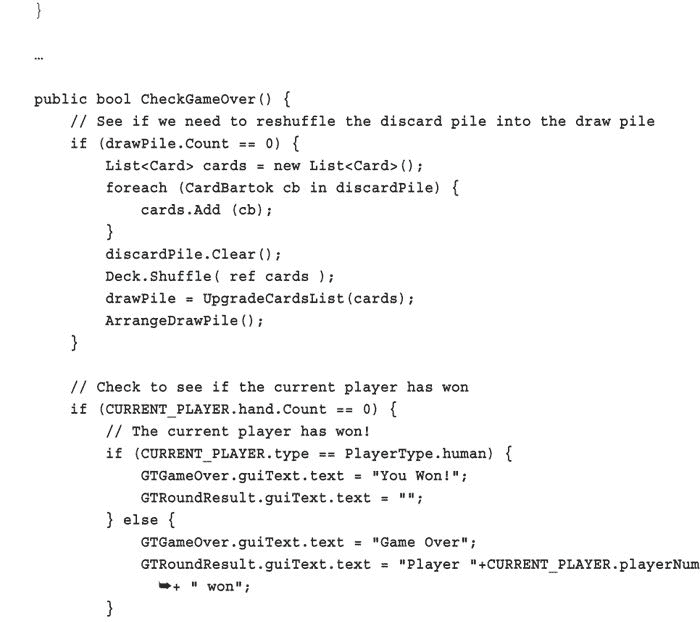 }
…
public bool CheckGameOver() {
// See if we need to reshuffle the discard pile into the draw pile
if (drawPile.Count == 0) {
List<Card> cards = new List<Card>();
foreach (CardBartok cb in discardPile) {
cards.Add (cb);
}
discardPile.Clear();
Deck.Shuffle( ref cards );
drawPile = UpgradeCardsList(cards);
ArrangeDrawPile();
}
// Check to see if the current player has won
if (CURRENT_PLAYER.hand.Count == 0) {
// The current player has won!
if (CURRENT_PLAYER.type == PlayerType.human) {
GTGameOver.guiText.text = "You Won!";
GTRoundResult.guiText.text = "";
} else {
GTGameOver.guiText.text = "Game Over";
GTRoundResult.guiText.text = "Player "+CURRENT_PLAYER.playerNum
➥+ " won";
}